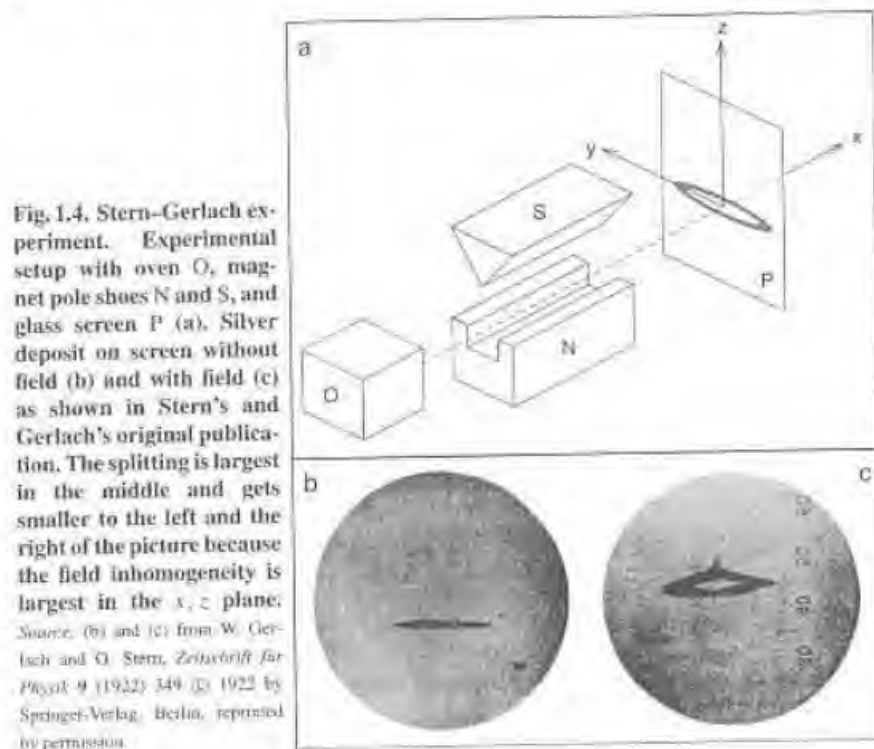 Fig. 1.4. Stern–Gerlach ex-
periment. Experimental
setup with oven O, mag-
net pole shoes N and S, and
glass screen P (a). Silver
deposit on screen without
field (b) and with field (c)
as shown in Stern's and
Gerlach's original publica-
tion. The splitting is largest
in the middle and gets
smaller to the left and the
right of the picture because
the field inhomogeneity is
largest in the x, z plane.
Source: (b) and (c) from W. Ger-
lach and O. Stern, Zeitschrift für
Physik 9 (1922) 349 © 1922 by
Springer-Verlag, Berlin, reprinted
by permission.
a
z
x
y
S
P
N
O
b
c